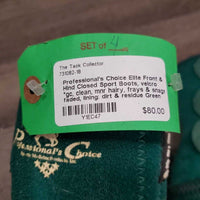 SET of 4
The Tack Collector
731082-18
Professional's Choice Elite Front &
Hind Closed Sport Boots, velcro
*gc, clean, mnr hairy, frays & snags
faded, lining: dirt & residue Green
$80.00
Y1EC47
Professional's Choice